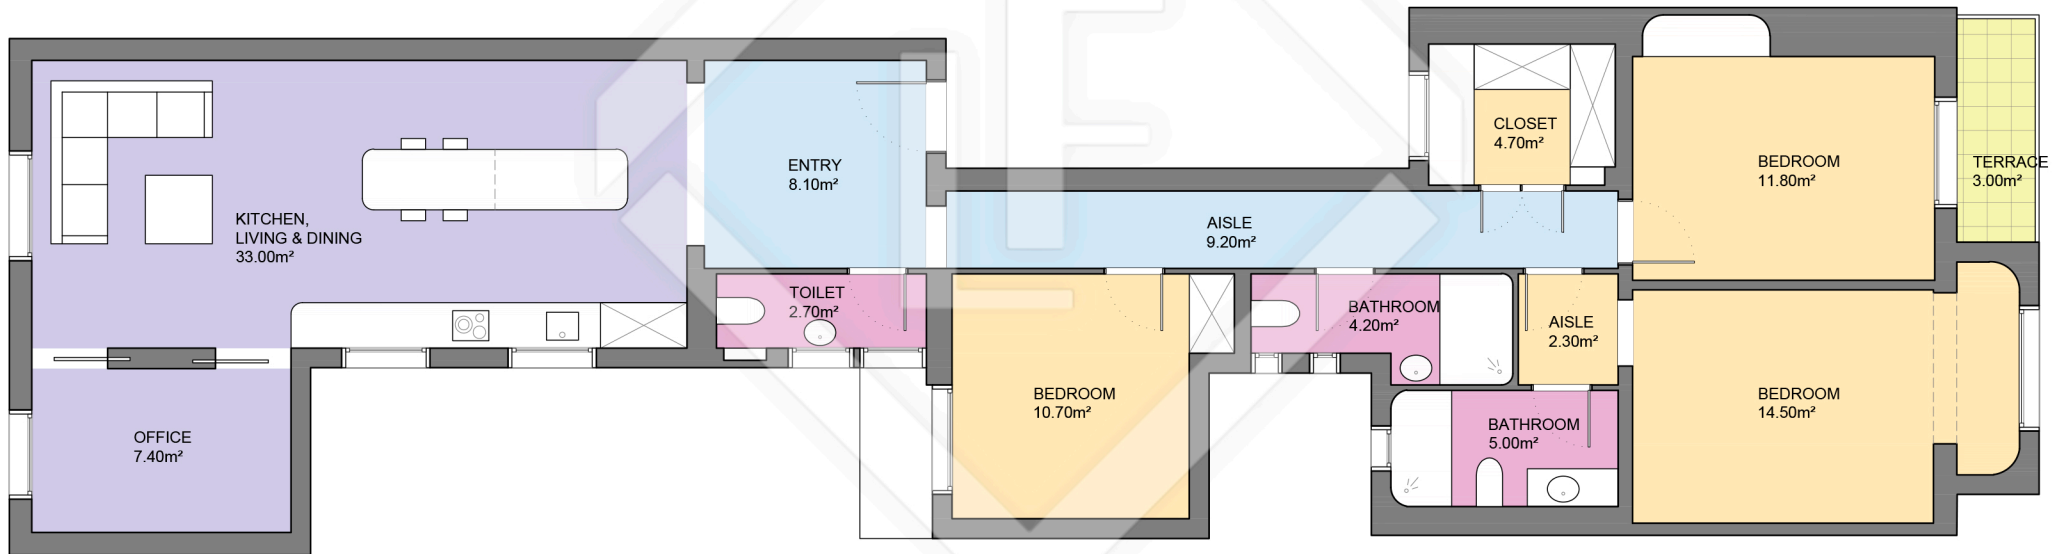 KITCHEN,
LIVING & DINING
33.00m²
OFFICE
7.40m²
ENTRY
8.10m²
TOILET
2.70m²
AISLE
9.20m²
BEDROOM
10.70m²
BATHROOM
4.20m²
CLOSET
4.70m²
AISLE
2.30m²
BATHROOM
5.00m²
BEDROOM
11.80m²
TERRACE
3.00m²
BEDROOM
14.50m²